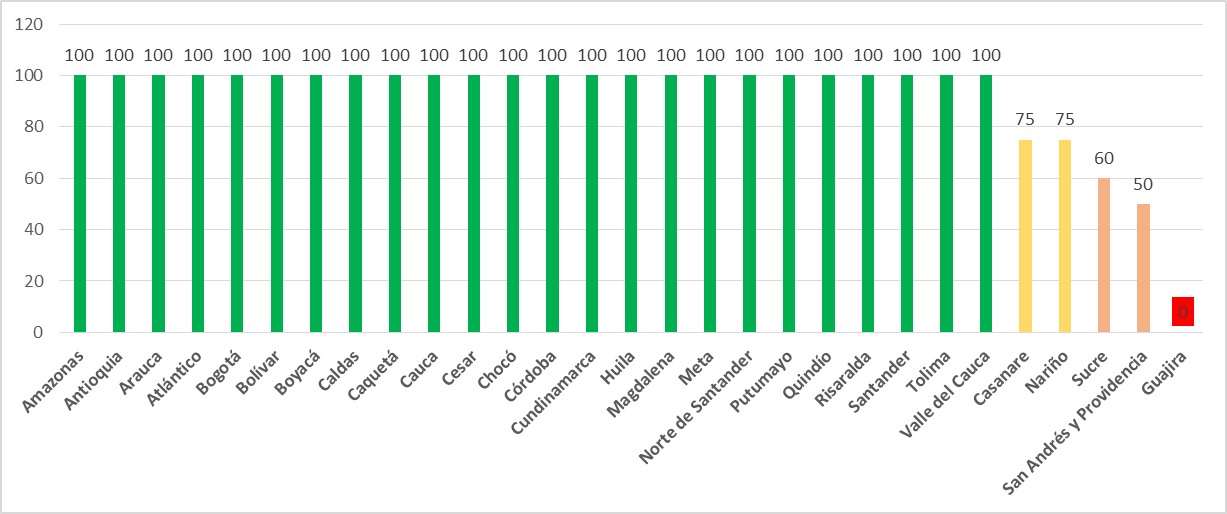 120
100
80
60
40
20
0
100 100 100 100 100 100 100 100 100 100 100 100 100 100 100 100 100 100 100 100 100 100 100 100
75 75
60
50
0
Amazonas
Antioquia
Arauca
Atlántico
Bogotá
Bolívar
Boyacá
Caldas
Caquetá
Cauca
Cesar
Chocó
Córdoba
Cundinamarca
Huila
Magdalena
Meta
Norte de Santander
Putumayo
Quindío
Risaralda
Santander
Tolima
Valle del Cauca
Casanare
Nariño
Sucre
San Andrés y Providencia
Guajira